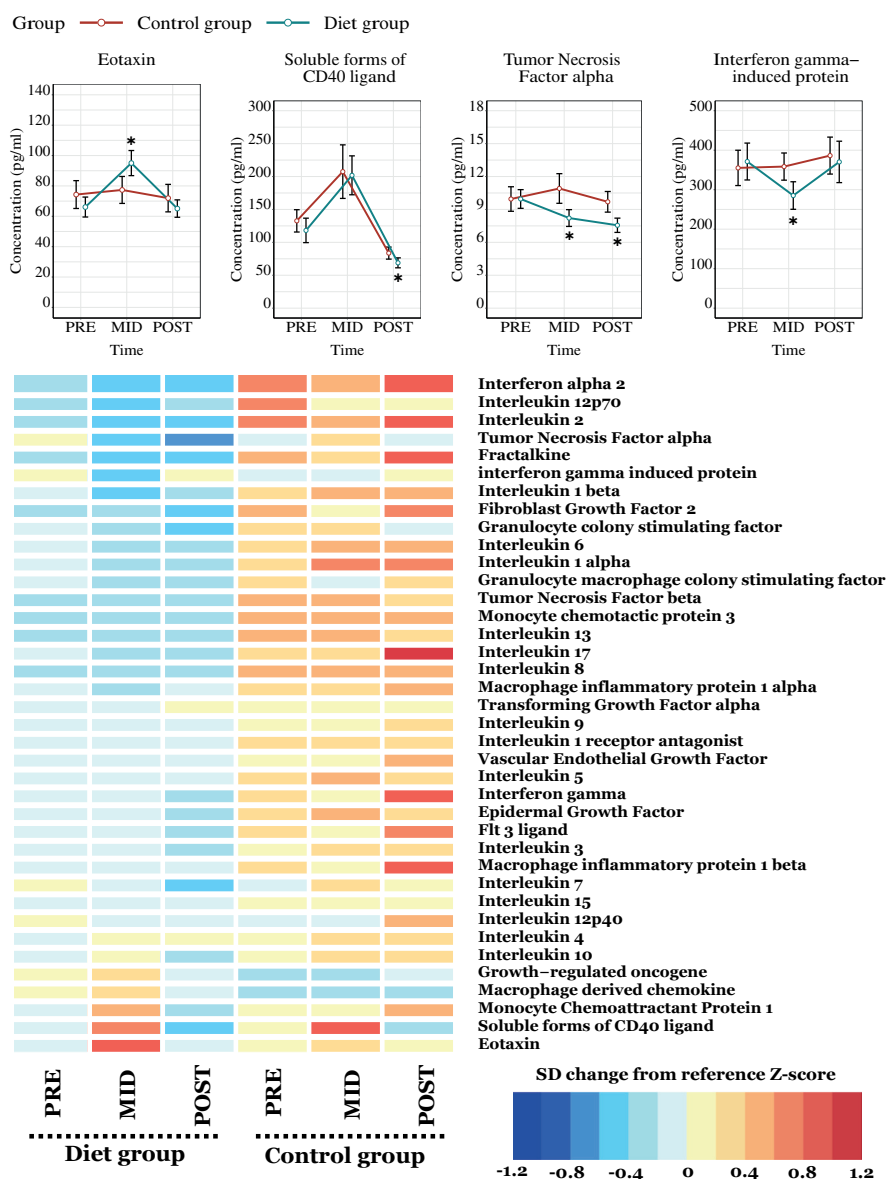 Group Control group Diet group
Eotaxin
Concentration (pg/ml)
140
120
100
80
60
40
20
0
*
PRE MID POST
Time
Soluble forms of
CD40 ligand
Concentration (pg/ml)
300
250
200
150
100
50
0
*
PRE MID POST
Time
Tumor Necrosis
Factor alpha
Concentration (pg/ml)
18
15
12
9
6
3
0
* *
PRE MID POST
Time
Interferon gamma–
induced protein
Concentration (pg/ml)
500
400
300
300
200
100
000
*
PRE MID POST
Time
Interferon alpha 2
Interleukin 12p70
Interleukin 2
Tumor Necrosis Factor alpha
Fractalkine
interferon gamma induced protein
Interleukin 1 beta
Fibroblast Growth Factor 2
Granulocyte colony stimulating factor
Interleukin 6
Interleukin 1 alpha
Granulocyte macrophage colony stimulating factor
Tumor Necrosis Factor beta
Monocyte chemotactic protein 3
Interleukin 13
Interleukin 17
Interleukin 8
Macrophage inflammatory protein 1 alpha
Transforming Growth Factor alpha
Interleukin 9
Interleukin 1 receptor antagonist
Vascular Endothelial Growth Factor
Interleukin 5
Interferon gamma
Epidermal Growth Factor
Flt 3 ligand
Interleukin 3
Macrophage inflammatory protein 1 beta
Interleukin 7
Interleukin 15
Interleukin 12p40
Interleukin 4
Interleukin 10
Growth–regulated oncogene
Macrophage derived chemokine
Monocyte Chemoattractant Protein 1
Soluble forms of CD40 ligand
Eotaxin
PRE MID POST PRE MID POST
Diet group Control group
SD change from reference Z-score
-1.2 -0.8 -0.4 0 0.4 0.8 1.2